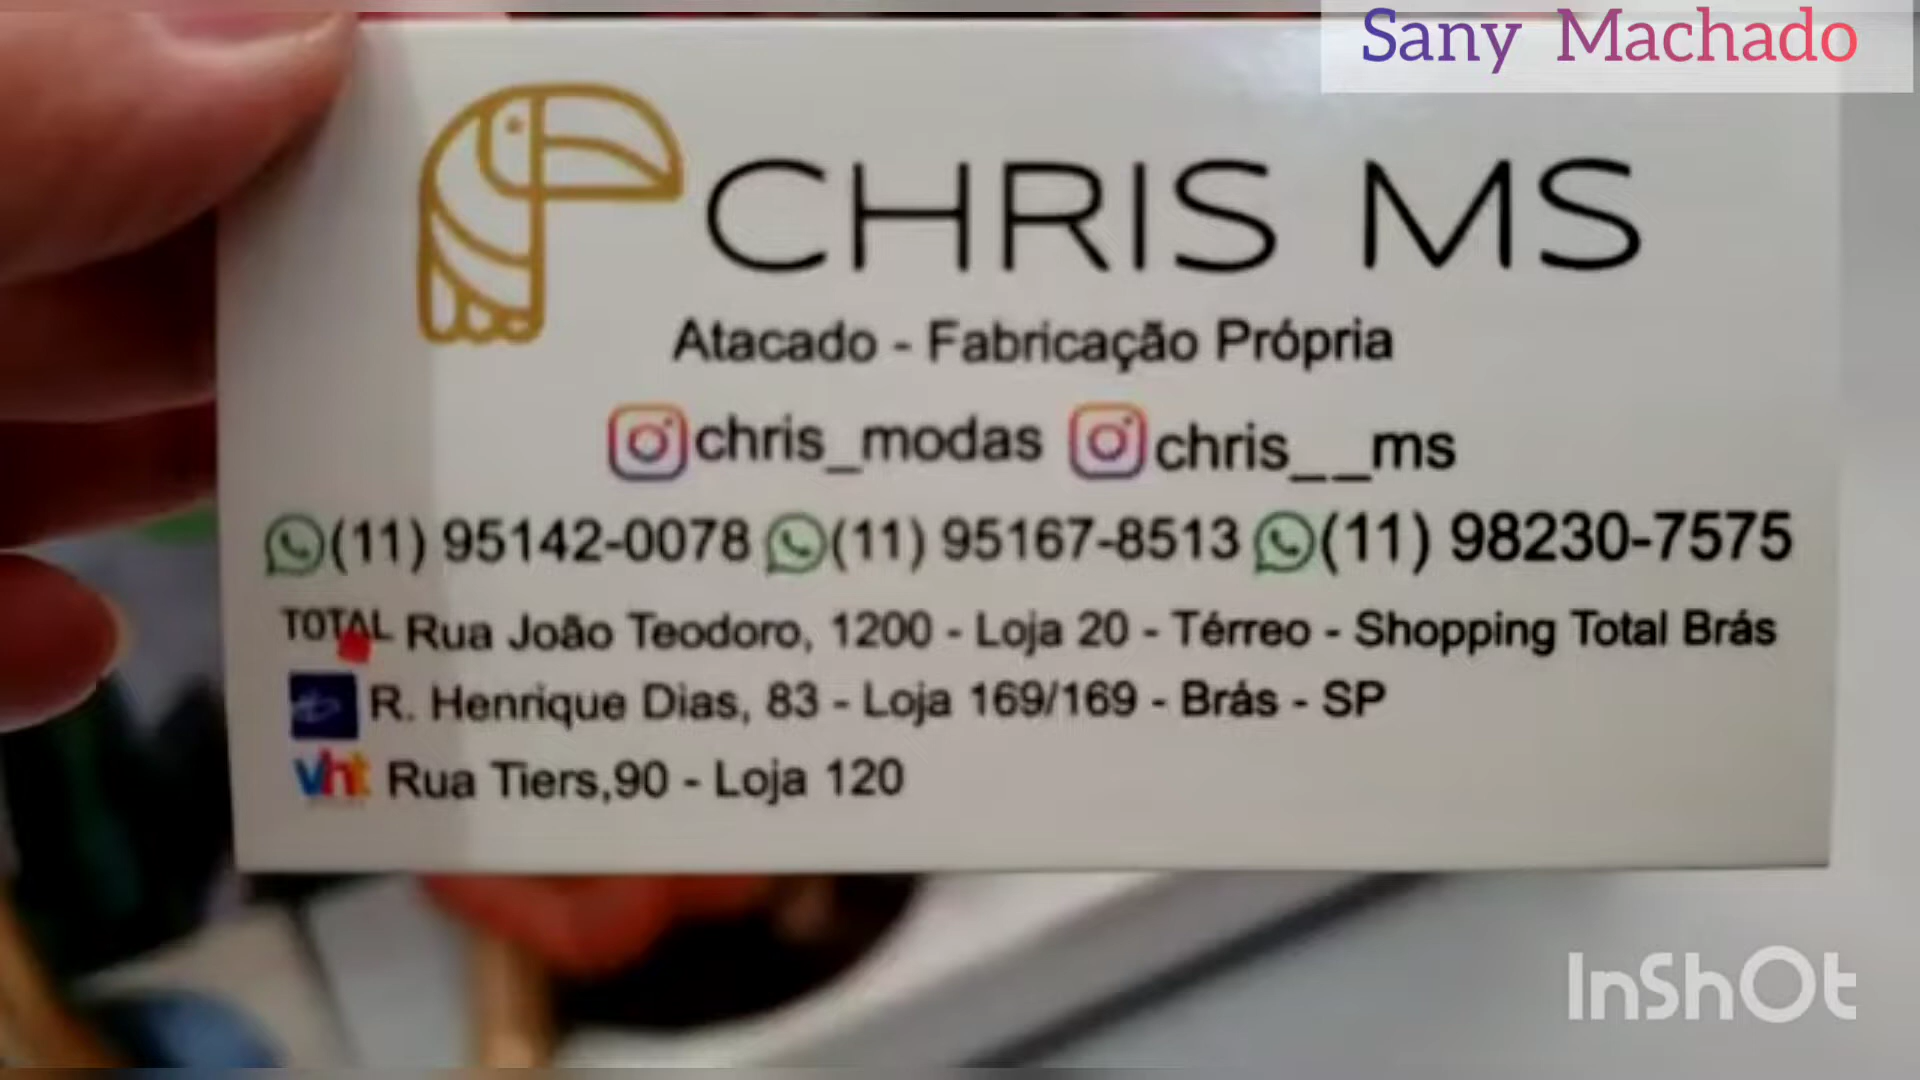 Sany Machado
CHRIS MS
Atacado - Fabricação Própria
chris_modas chris__ms
(11) 95142-0078 (11) 95167-8513 (11) 98230-7575
TOTAL Rua João Teodoro, 1200 - Loja 20 - Térreo - Shopping Total Brás
R. Henrique Dias, 83 - Loja 169/169 - Brás - SP
vht Rua Tiers,90 - Loja 120
InShOt